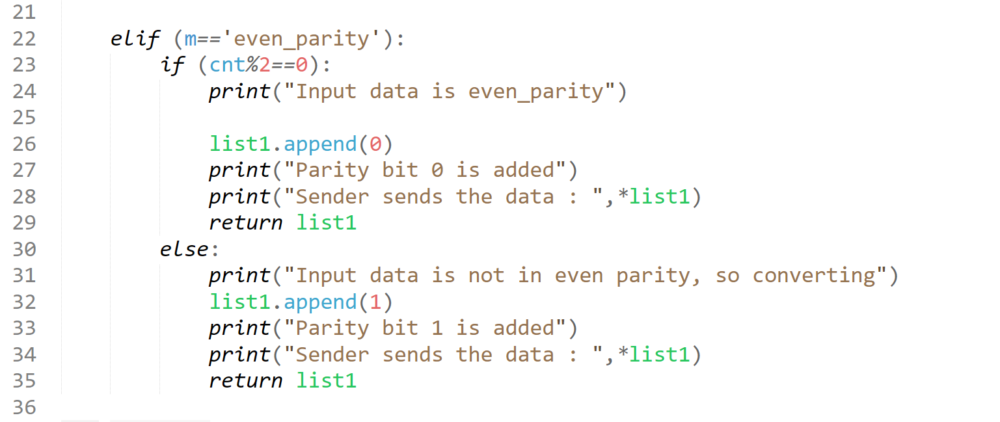 21
22 elif (m=='even_parity'):
23 if (cnt%2==0):
24 print("Input data is even_parity")
25
26 list1.append(0)
27 print("Parity bit 0 is added")
28 print("Sender sends the data : ",*list1)
29 return list1
30 else:
31 print("Input data is not in even parity, so converting")
32 list1.append(1)
33 print("Parity bit 1 is added")
34 print("Sender sends the data : ",*list1)
35 return list1
36